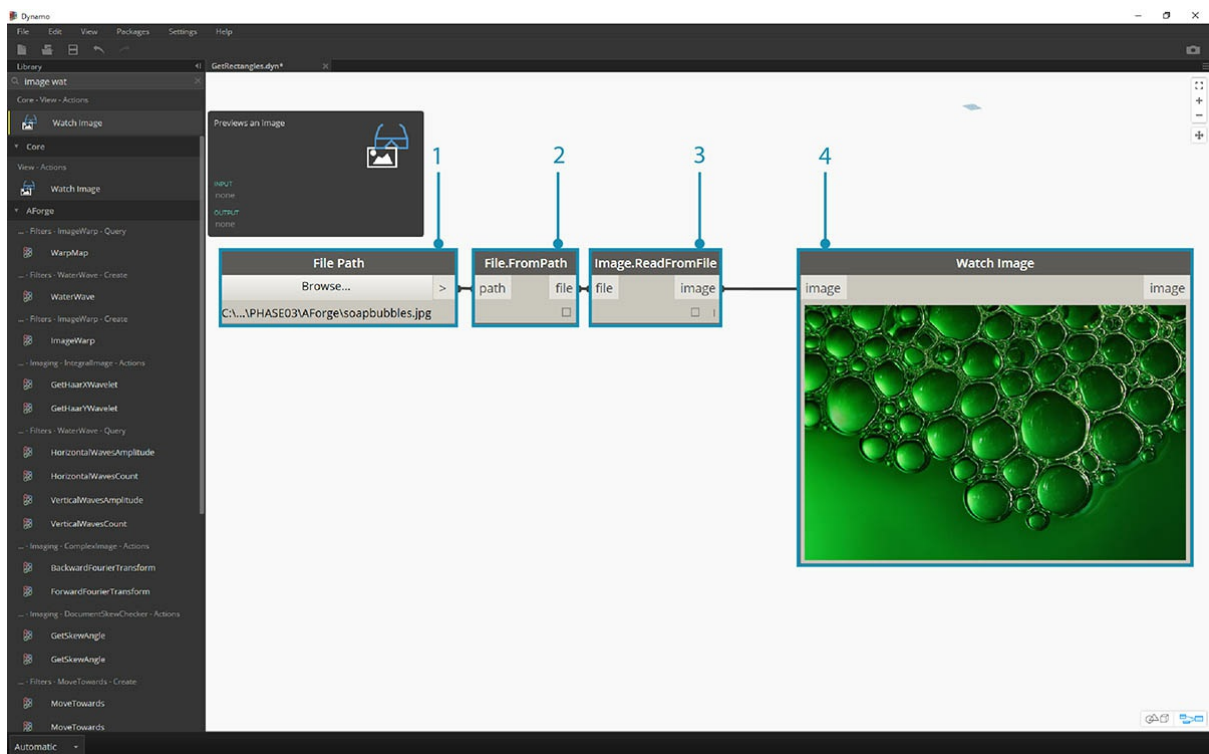 Dynamo
File Edit View Packages Settings Help
Library
GetRectangles.dyn*
image wat
Core - View - Actions
Watch Image
Core
View - Actions
Watch Image
AForge
... - Filters - ImageWarp - Query
WarpMap
... - Filters - WaterWave - Create
WaterWave
... - Filters - ImageWarp - Create
ImageWarp
... - Imaging - IntegralImage - Actions
GetHaarXWavelet
GetHaarYWavelet
... - Filters - WaterWave - Query
HorizontalWavesAmplitude
HorizontalWavesCount
VerticalWavesAmplitude
VerticalWavesCount
... - Imaging - ComplexImage - Actions
BackwardFourierTransform
ForwardFourierTransform
... - Imaging - DocumentSkewChecker - Actions
GetSkewAngle
GetSkewAngle
... - Filters - MoveTowards - Create
MoveTowards
MoveTowards
Automatic
Previews an image
INPUT
none
OUTPUT
none
1 2 3 4
File Path
Browse... >
C:\...\PHASE03\AForge\soapbubbles.jpg
File.FromPath
path file
Image.ReadFromFile
file image
Watch Image
image image